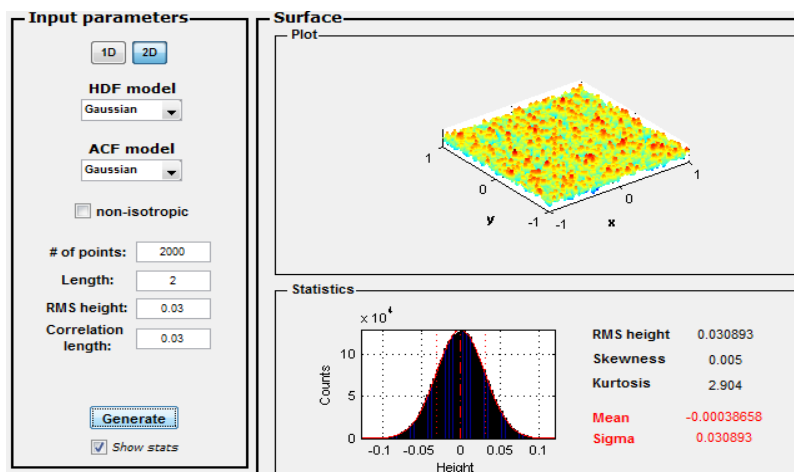 Input parameters
1D 2D
HDF model
Gaussian
ACF model
Gaussian
non-isotropic
# of points: 2000
Length: 2
RMS height: 0.03
Correlation
length: 0.03
Generate
Show stats
Surface
Plot
1
0
-1
y
-1
0
1
x
Statistics
× 10⁴
10
5
0
Counts
-0.1 -0.05 0 0.05 0.1
Height
RMS height 0.030893
Skewness 0.005
Kurtosis 2.904
Mean -0.00038658
Sigma 0.030893